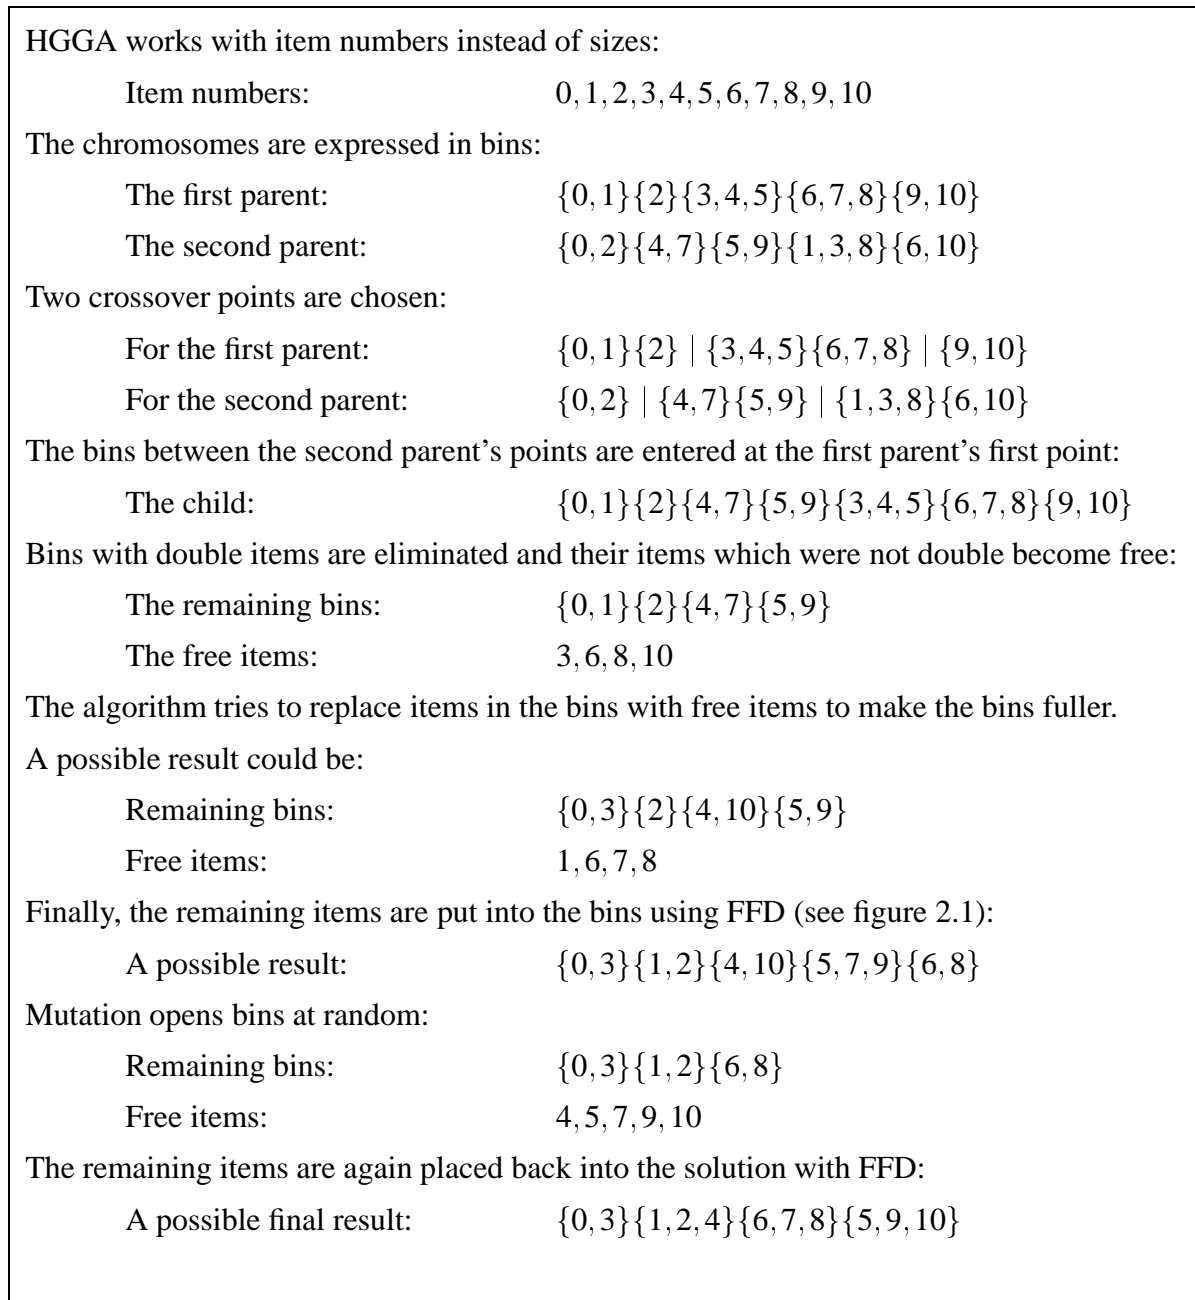 HGGA works with item numbers instead of sizes:
Item numbers: 0, 1, 2, 3, 4, 5, 6, 7, 8, 9, 10
The chromosomes are expressed in bins:
The first parent: {0, 1}{2}{3, 4, 5}{6, 7, 8}{9, 10}
The second parent: {0, 2}{4, 7}{5, 9}{1, 3, 8}{6, 10}
Two crossover points are chosen:
For the first parent: {0, 1}{2} | {3, 4, 5}{6, 7, 8} | {9, 10}
For the second parent: {0, 2} | {4, 7}{5, 9} | {1, 3, 8}{6, 10}
The bins between the second parent's points are entered at the first parent's first point:
The child: {0, 1}{2}{4, 7}{5, 9}{3, 4, 5}{6, 7, 8}{9, 10}
Bins with double items are eliminated and their items which were not double become free:
The remaining bins: {0, 1}{2}{4, 7}{5, 9}
The free items: 3, 6, 8, 10
The algorithm tries to replace items in the bins with free items to make the bins fuller.
A possible result could be:
Remaining bins: {0, 3}{2}{4, 10}{5, 9}
Free items: 1, 6, 7, 8
Finally, the remaining items are put into the bins using FFD (see figure 2.1):
A possible result: {0, 3}{1, 2}{4, 10}{5, 7, 9}{6, 8}
Mutation opens bins at random:
Remaining bins: {0, 3}{1, 2}{6, 8}
Free items: 4, 5, 7, 9, 10
The remaining items are again placed back into the solution with FFD:
A possible final result: {0, 3}{1, 2, 4}{6, 7, 8}{5, 9, 10}